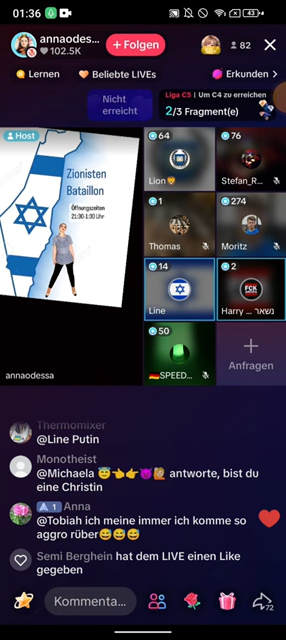 01:36
43
annaodes...
102.5K
+ Folgen
82
Lernen
Beliebte LIVEs
Erkunden
Nicht
erreicht
Liga C5 | Um C4 zu erreichen
2/3 Fragment(e)
Host
Zionisten
Bataillon
Öffnungszeiten
21:30-1:30 Uhr
annaodessa
64
Lion🦁
76
Stefan_R...
1
Thomas
274
Moritz
14
Line
2
FCK
Harry ... נשאר
50
🇩🇪SPEED...
+
Anfragen
Thermomixer
@Line Putin
Monotheist
@Michaela 😇👈👉😈🙋🏽 antworte, bist du
eine Christin
1 Anna
@Tobiah ich meine immer ich komme so
aggro rüber😅😅😅
Semi Berghein hat dem LIVE einen Like
gegeben
Kommenta...
72